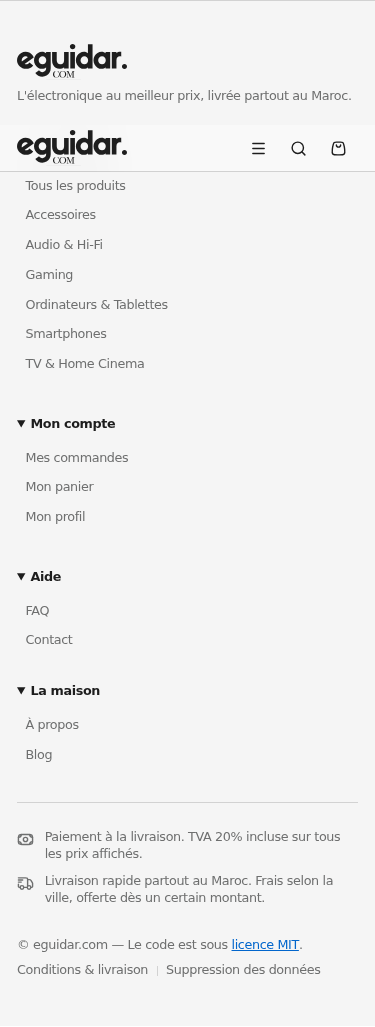 eguidar.
COM
L'électronique au meilleur prix, livrée partout au Maroc.
eguidar.
COM
Tous les produits
Accessoires
Audio & Hi-Fi
Gaming
Ordinateurs & Tablettes
Smartphones
TV & Home Cinema
Mon compte
Mes commandes
Mon panier
Mon profil
Aide
FAQ
Contact
La maison
À propos
Blog
Paiement à la livraison. TVA 20% incluse sur tous
les prix affichés.
Livraison rapide partout au Maroc. Frais selon la
ville, offerte dès un certain montant.
© eguidar.com — Le code est sous licence MIT.
Conditions & livraison | Suppression des données